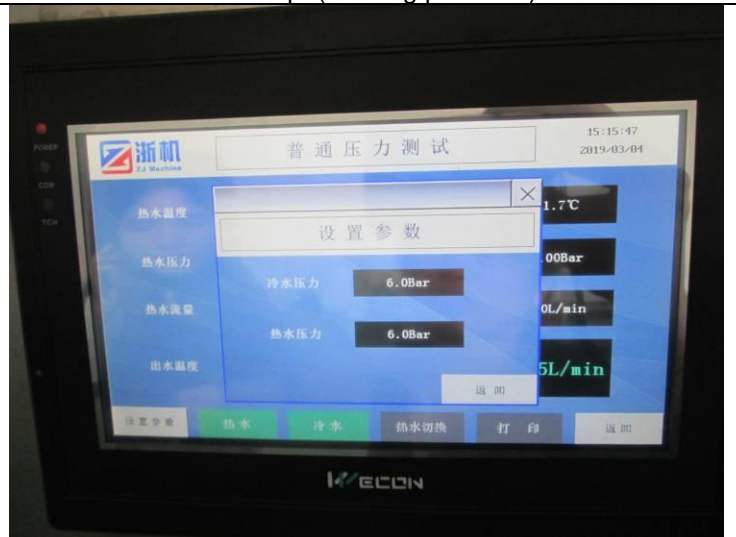 POWER
COM
TCH
浙机
ZJ Machine
普通压力测试
15:15:47
2019/03/04
热水温度
1.7℃
设置参数
热水压力
.00Bar
冷水压力
6.0Bar
热水流量
0L/min
热水压力
6.0Bar
出水温度
5L/min
返回
设置参数
热水
冷水
热水切换
打印
返回
WECON